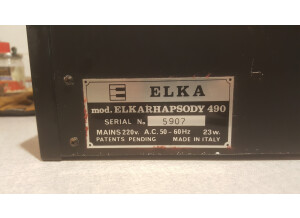 E ELKA
mod. ELKARHAPSODY 490
SERIAL No 5907
MAINS 220v. A.C. 50-60Hz 23w.
PATENTS PENDING MADE IN ITALY